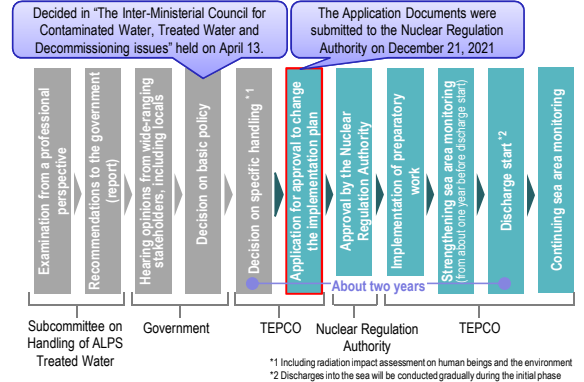 Decided in "The Inter-Ministerial Council for
Contaminated Water, Treated Water and
Decommissioning issues" held on April 13.
The Application Documents were
submitted to the Nuclear Regulation
Authority on December 21, 2021
Examination from a professional
perspective
Recommendations to the government
(report)
Hearing opinions from wide-ranging
stakeholders, including locals
Decision on basic policy
Decision on specific handling *1
Application for approval to change
the implementation plan
Approval by the Nuclear
Regulation Authority
Implementation of preparatory
work
Strengthening sea area monitoring
(from about one year before discharge start)
Discharge start *2
Continuing sea area monitoring
About two years
Subcommittee on
Handling of ALPS
Treated Water
Government
TEPCO
Nuclear Regulation
Authority
TEPCO
*1 Including radiation impact assessment on human beings and the environment
*2 Discharges into the sea will be conducted gradually during the initial phase